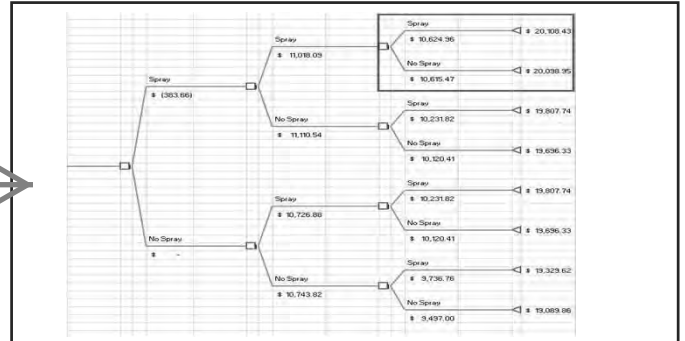 Spray
$ 20,108.43
$ 10,624.96
Spray
$ 11,018.09
No Spray
$ 20,098.95
$ 10,615.47
Spray
$ (383.66)
Spray
$ 19,807.74
$ 10,231.82
No Spray
$ 11,110.54
No Spray
$ 19,696.33
$ 10,120.41
Spray
$ 19,807.74
$ 10,231.82
Spray
$ 10,726.88
No Spray
$ 19,696.33
$ 10,120.41
No Spray
$ -
Spray
$ 19,329.62
$ 9,736.76
No Spray
$ 10,743.82
No Spray
$ 19,089.86
$ 9,497.00